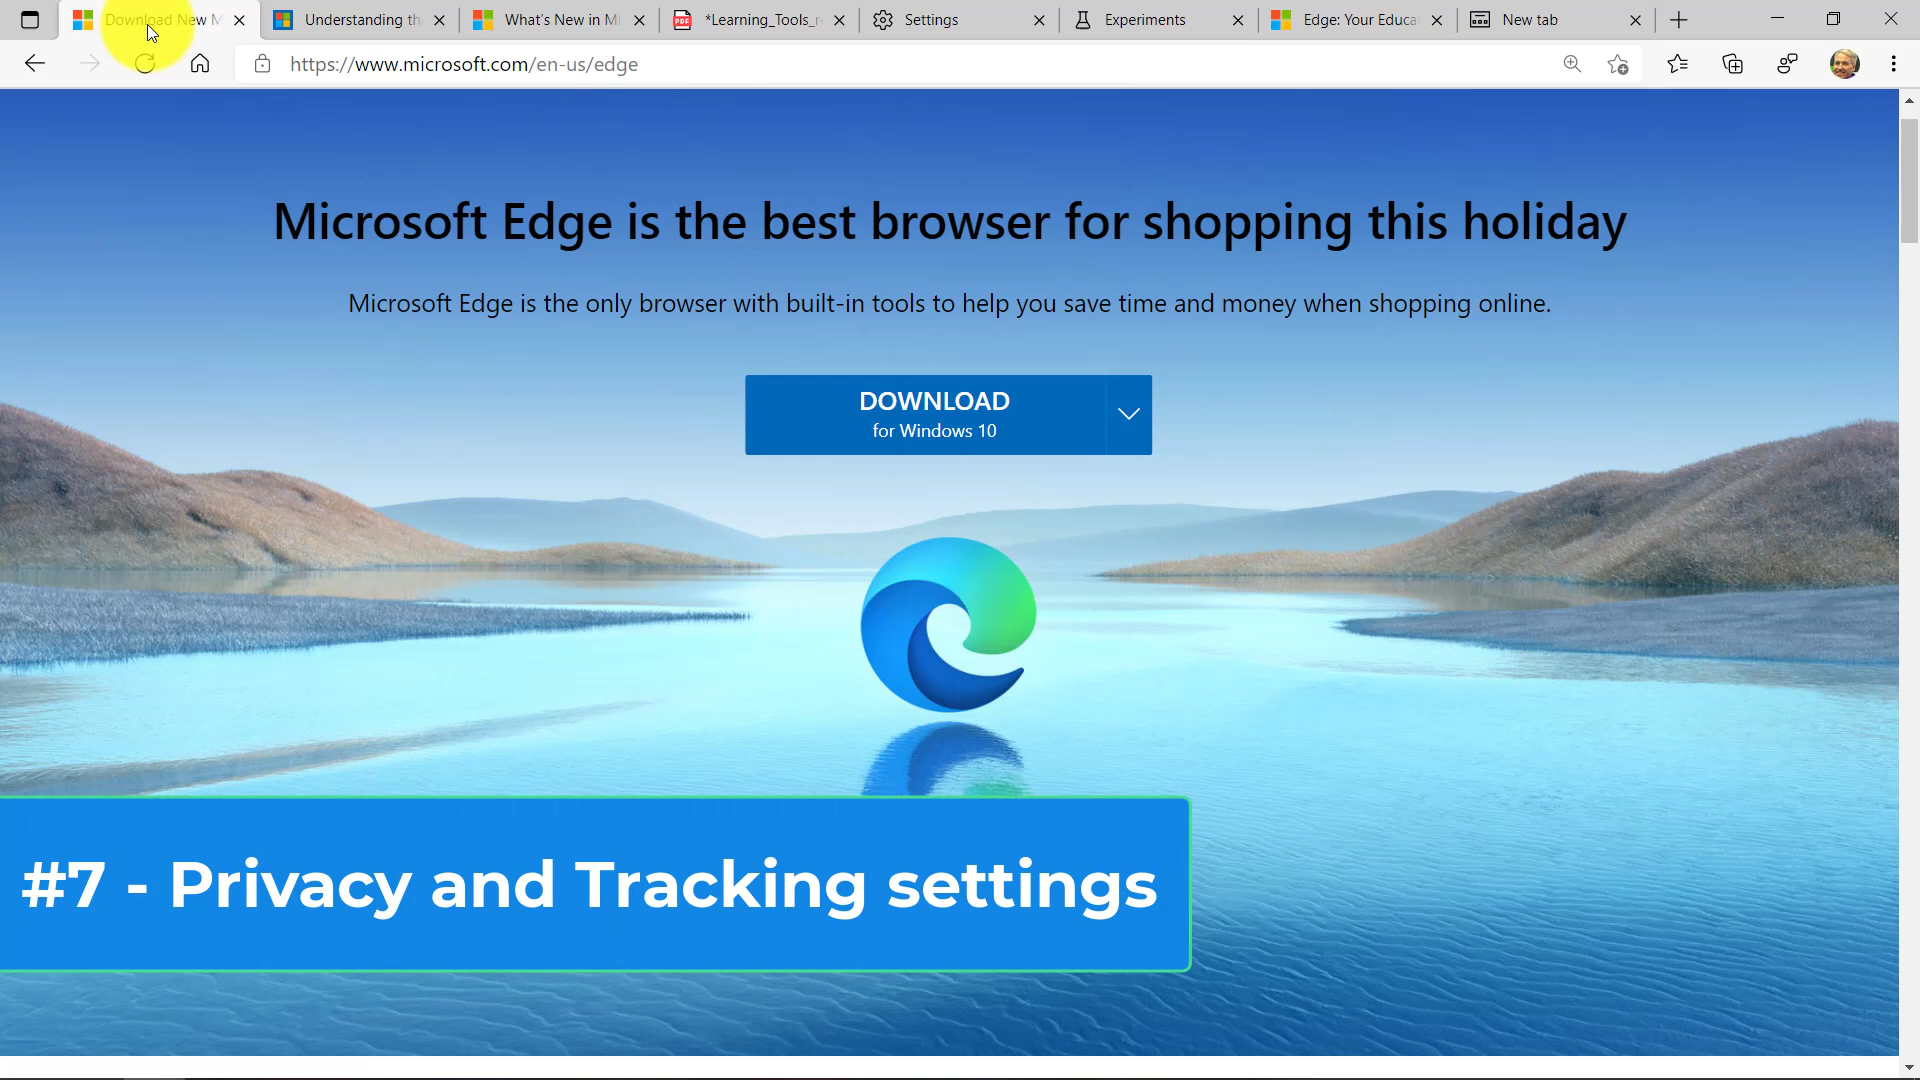 Download New M
Understanding th
What's New in Mi
*Learning_Tools_r
Settings
Experiments
Edge: Your Educa
New tab
https://www.microsoft.com/en-us/edge
Microsoft Edge is the best browser for shopping this holiday
Microsoft Edge is the only browser with built-in tools to help you save time and money when shopping online.
DOWNLOAD
for Windows 10
#7 - Privacy and Tracking settings